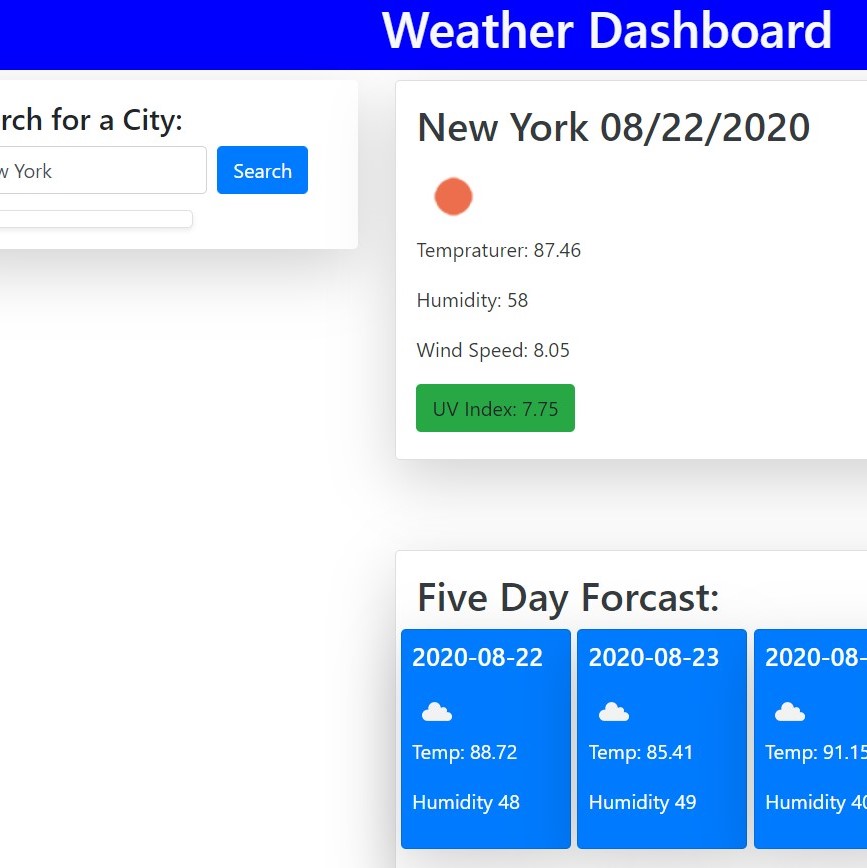 Weather Dashboard
rch for a City:
w York
Search
New York 08/22/2020
Tempraturer: 87.46
Humidity: 58
Wind Speed: 8.05
UV Index: 7.75
Five Day Forcast:
2020-08-22
Temp: 88.72
Humidity 48
2020-08-23
Temp: 85.41
Humidity 49
2020-08-
Temp: 91.15
Humidity 40